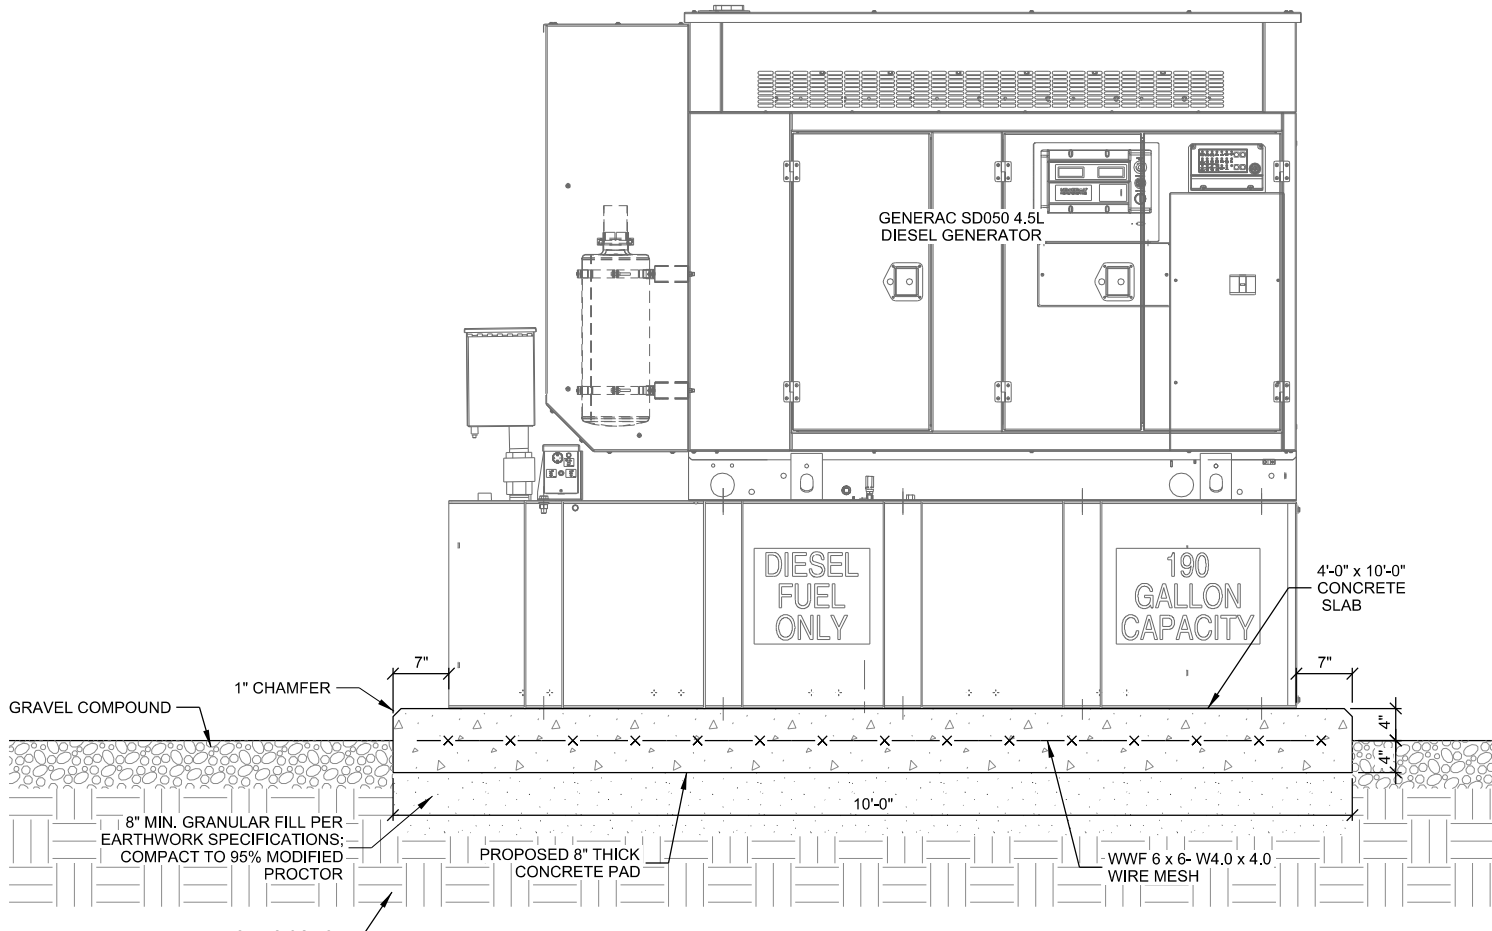 GENERAC SD050 4.5L
DIESEL GENERATOR
DIESEL
FUEL
ONLY
190
GALLON
CAPACITY
4'-0" x 10'-0"
CONCRETE
SLAB
7"
7"
1" CHAMFER
GRAVEL COMPOUND
4"
4"
10'-0"
8" MIN. GRANULAR FILL PER
EARTHWORK SPECIFICATIONS;
COMPACT TO 95% MODIFIED
PROCTOR
PROPOSED 8" THICK
CONCRETE PAD
WWF 6 x 6- W4.0 x 4.0
WIRE MESH